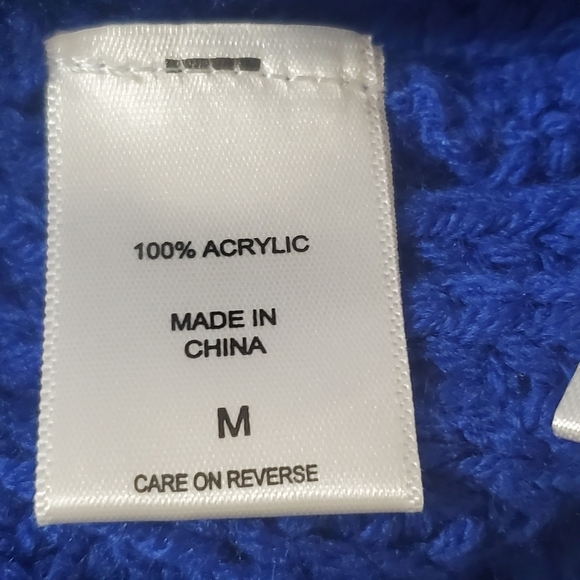 100% ACRYLIC
MADE IN
CHINA
M
CARE ON REVERSE